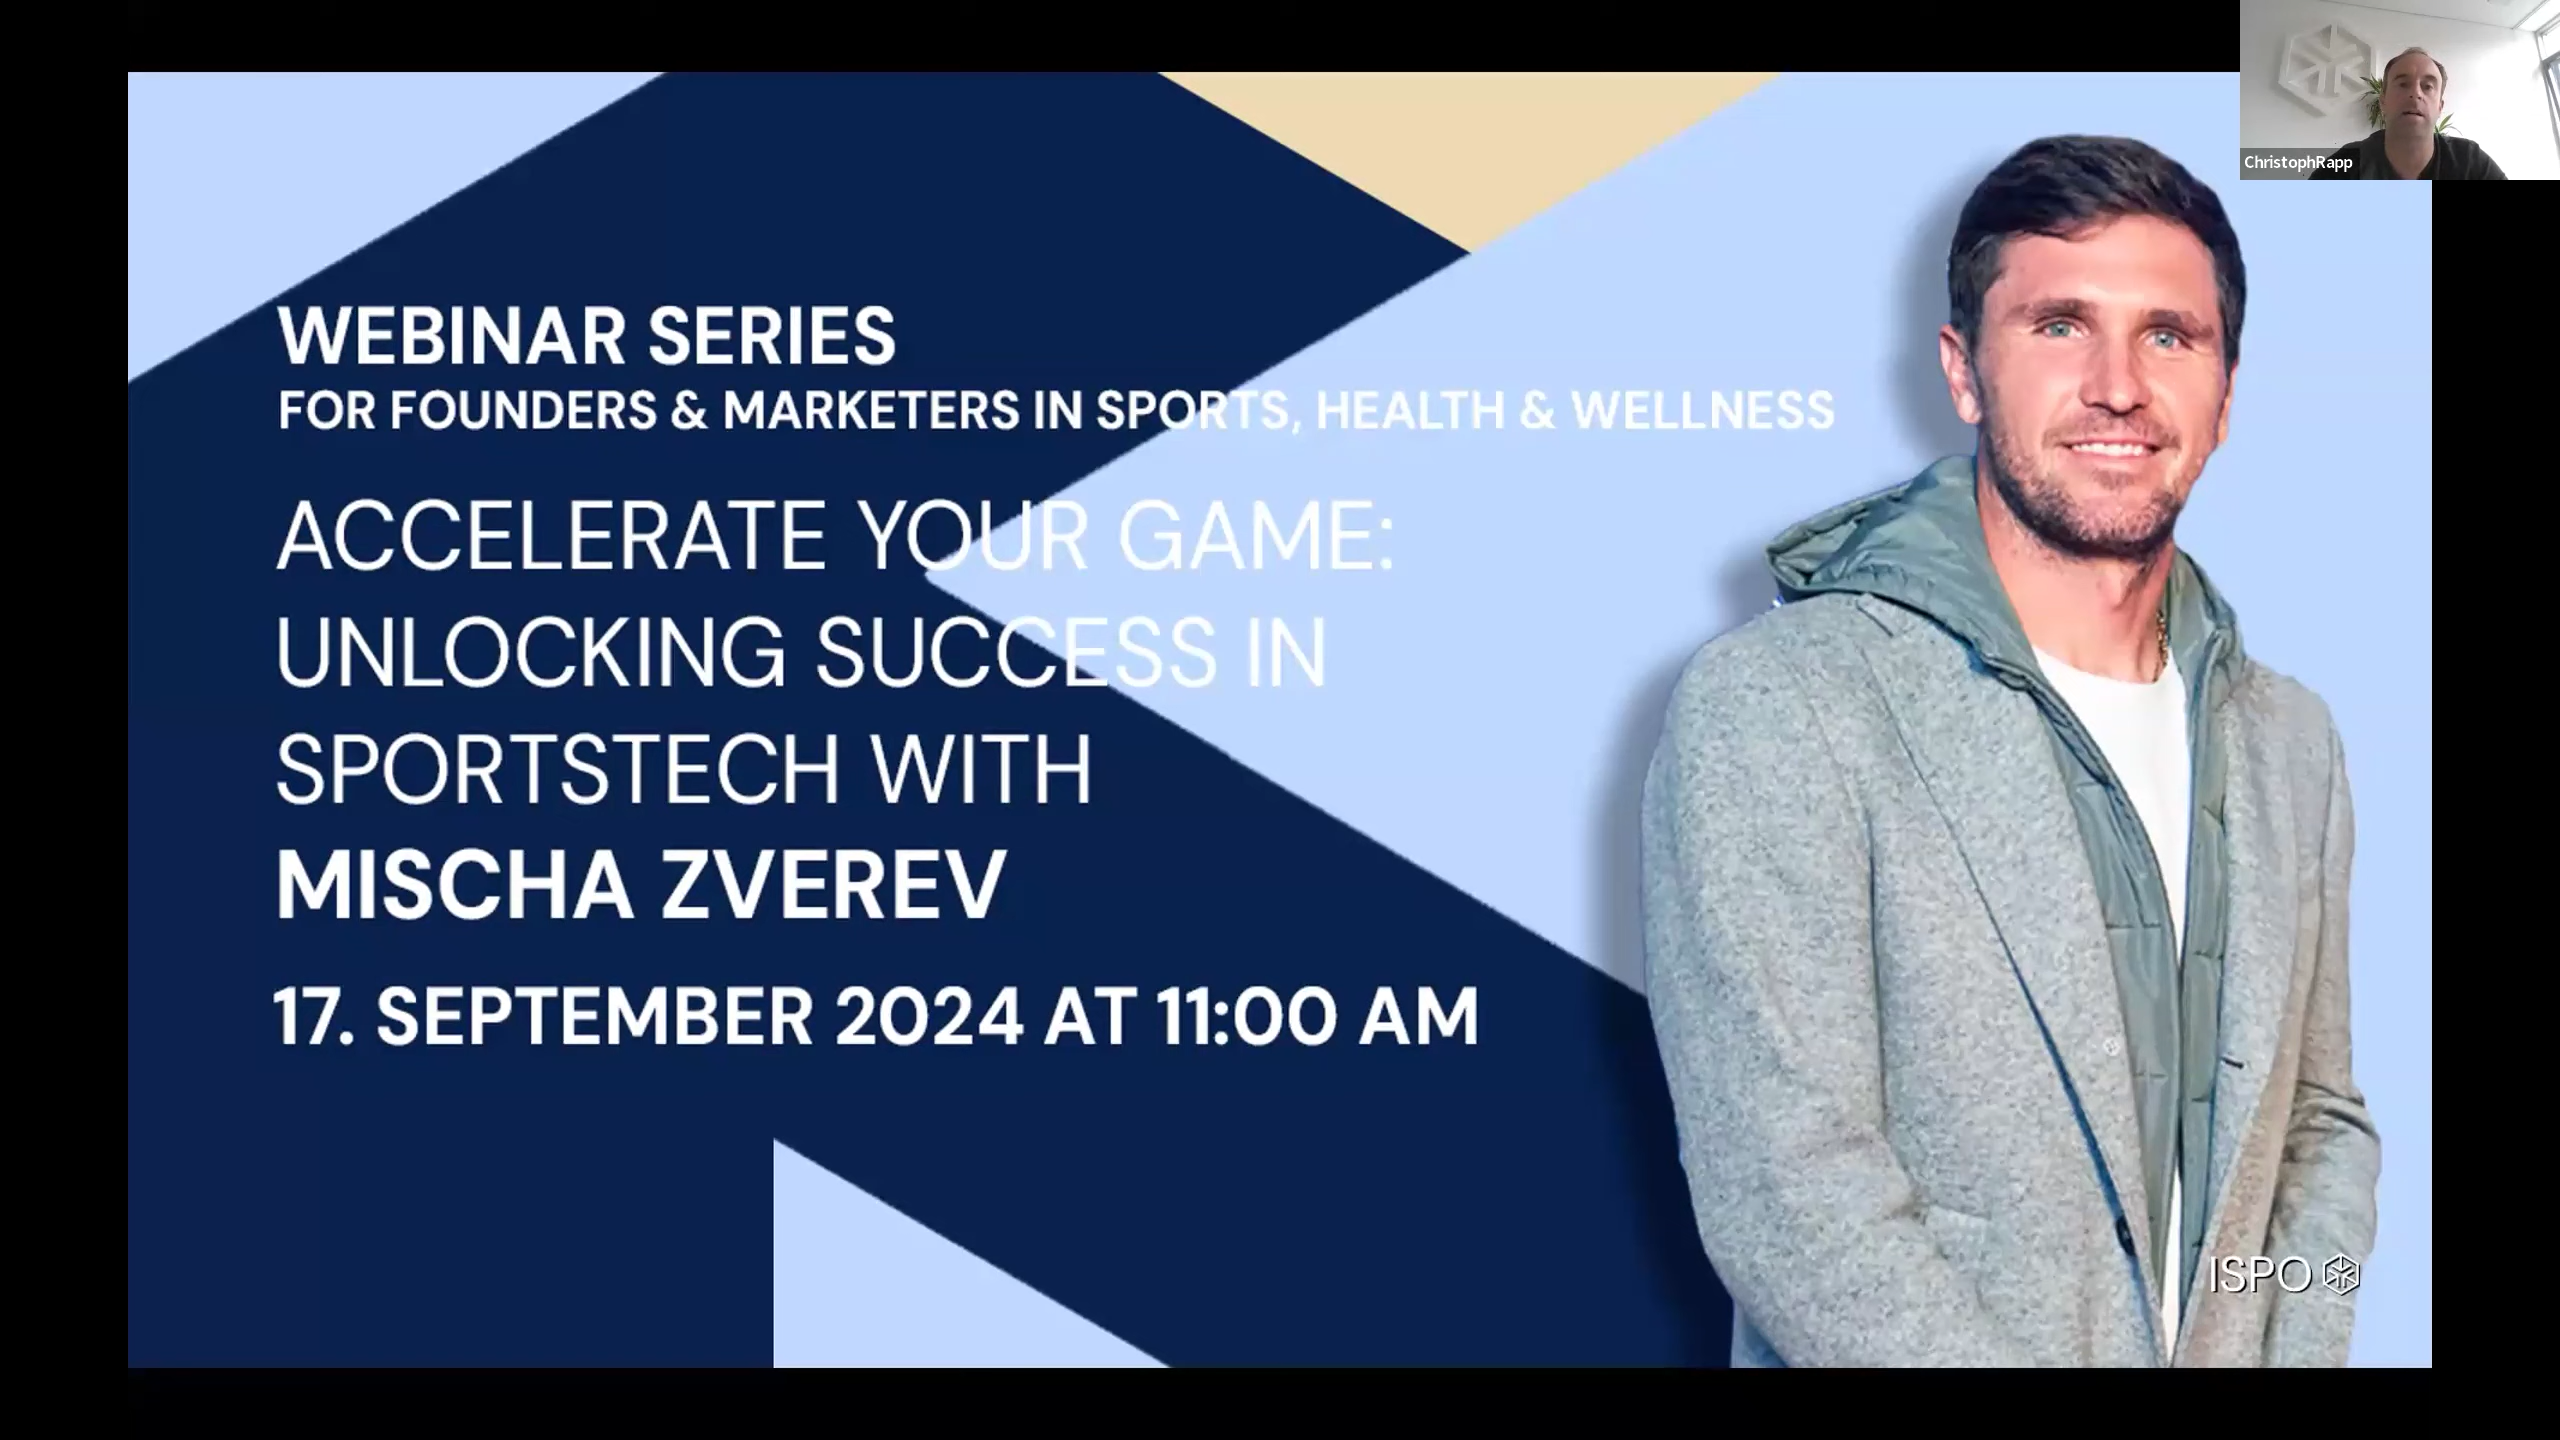 ChristophRapp
WEBINAR SERIES
FOR FOUNDERS & MARKETERS IN SPORTS, HEALTH & WELLNESS
ACCELERATE YOUR GAME:
UNLOCKING SUCCESS IN
SPORTSTECH WITH
MISCHA ZVEREV
17. SEPTEMBER 2024 AT 11:00 AM
ISPO